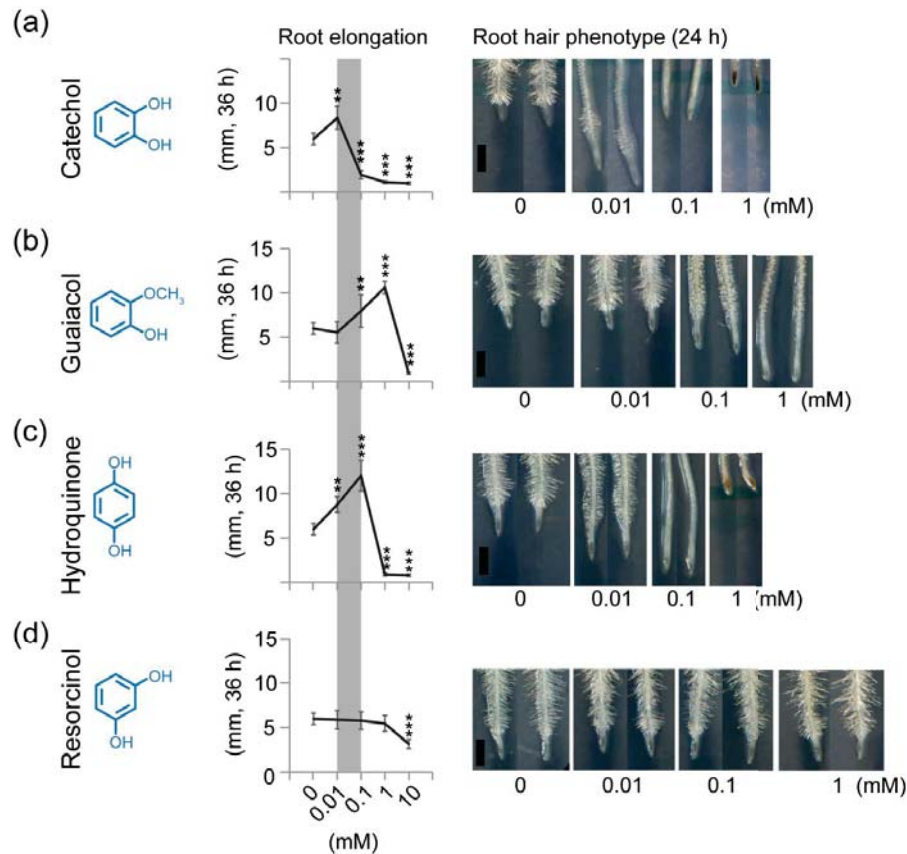 (a)
Root elongation
Root hair phenotype (24 h)
Catechol
OH
OH
(mm, 36 h)
10
5
**
***
***
***
0
0.01
0.1
1 (mM)
(b)
Guaiacol
OCH3
OH
(mm, 36 h)
15
10
5
**
***
***
0
0.01
0.1
1 (mM)
(c)
Hydroquinone
OH
OH
(mm, 36 h)
15
10
5
**
***
***
***
0
0.01
0.1
1 (mM)
(d)
Resorcinol
OH
OH
(mm, 36 h)
15
10
5
0
***
0
0.01
0.1
1
10
(mM)
0
0.01
0.1
1 (mM)